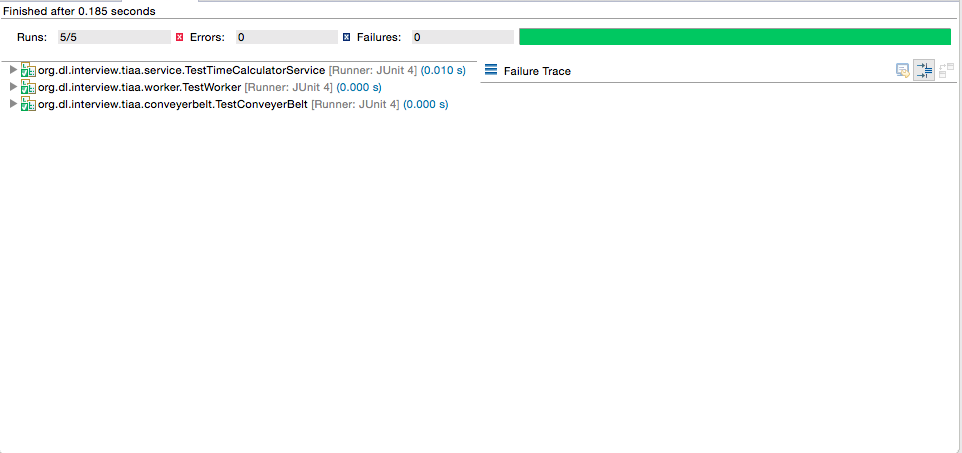 Finished after 0.185 seconds
Runs: 5/5 Errors: 0 Failures: 0
org.dl.interview.tiaa.service.TestTimeCalculatorService [Runner: JUnit 4] (0.010 s)
org.dl.interview.tiaa.worker.TestWorker [Runner: JUnit 4] (0.000 s)
org.dl.interview.tiaa.conveyerbelt.TestConveyerBelt [Runner: JUnit 4] (0.000 s)
Failure Trace